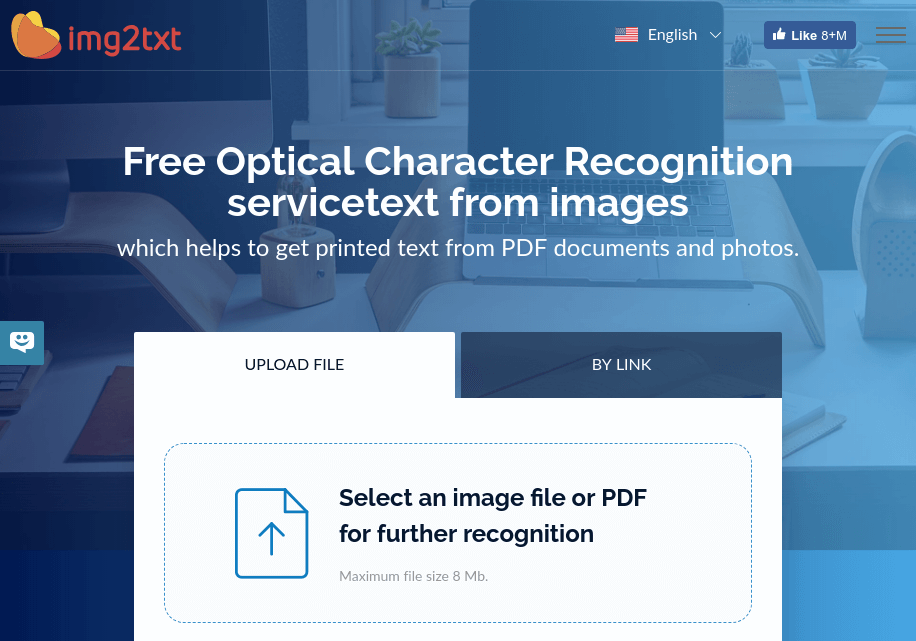 img2txt
English
Like 8+M
Free Optical Character Recognition
servicetext from images
which helps to get printed text from PDF documents and photos.
UPLOAD FILE
BY LINK
Select an image file or PDF
for further recognition
Maximum file size 8 Mb.